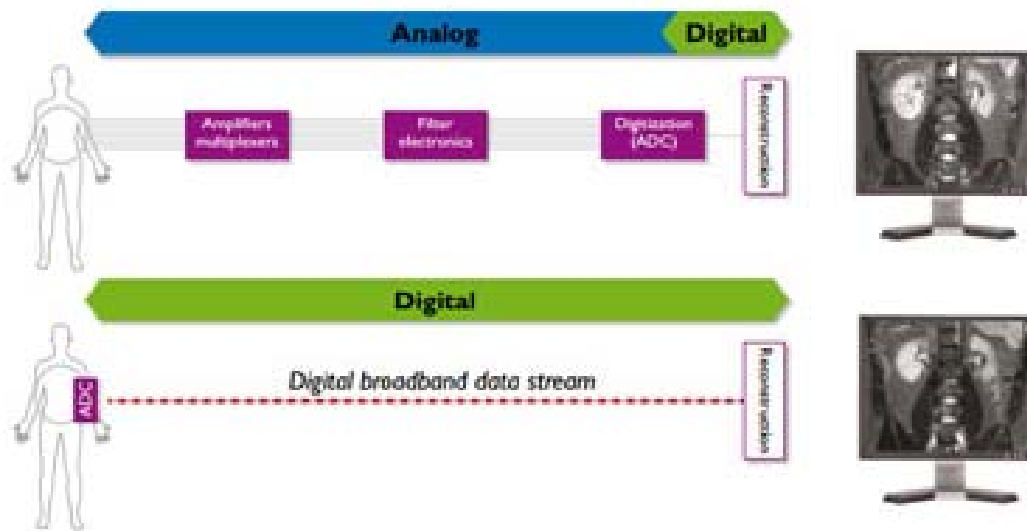 Analog
Digital
Amplifiers
multiplexers
Filter
electronics
Digitization
(ADC)
Reconstruction
Digital
ADC
Digital broadband data stream
Reconstruction